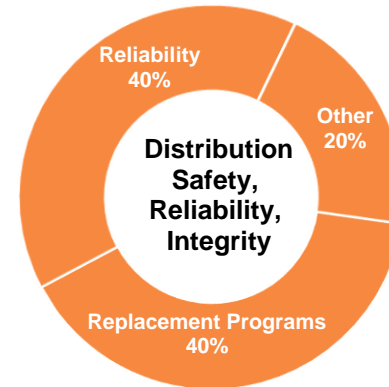 Reliability
40%
Other
20%
Distribution
Safety,
Reliability,
Integrity
Replacement Programs
40%